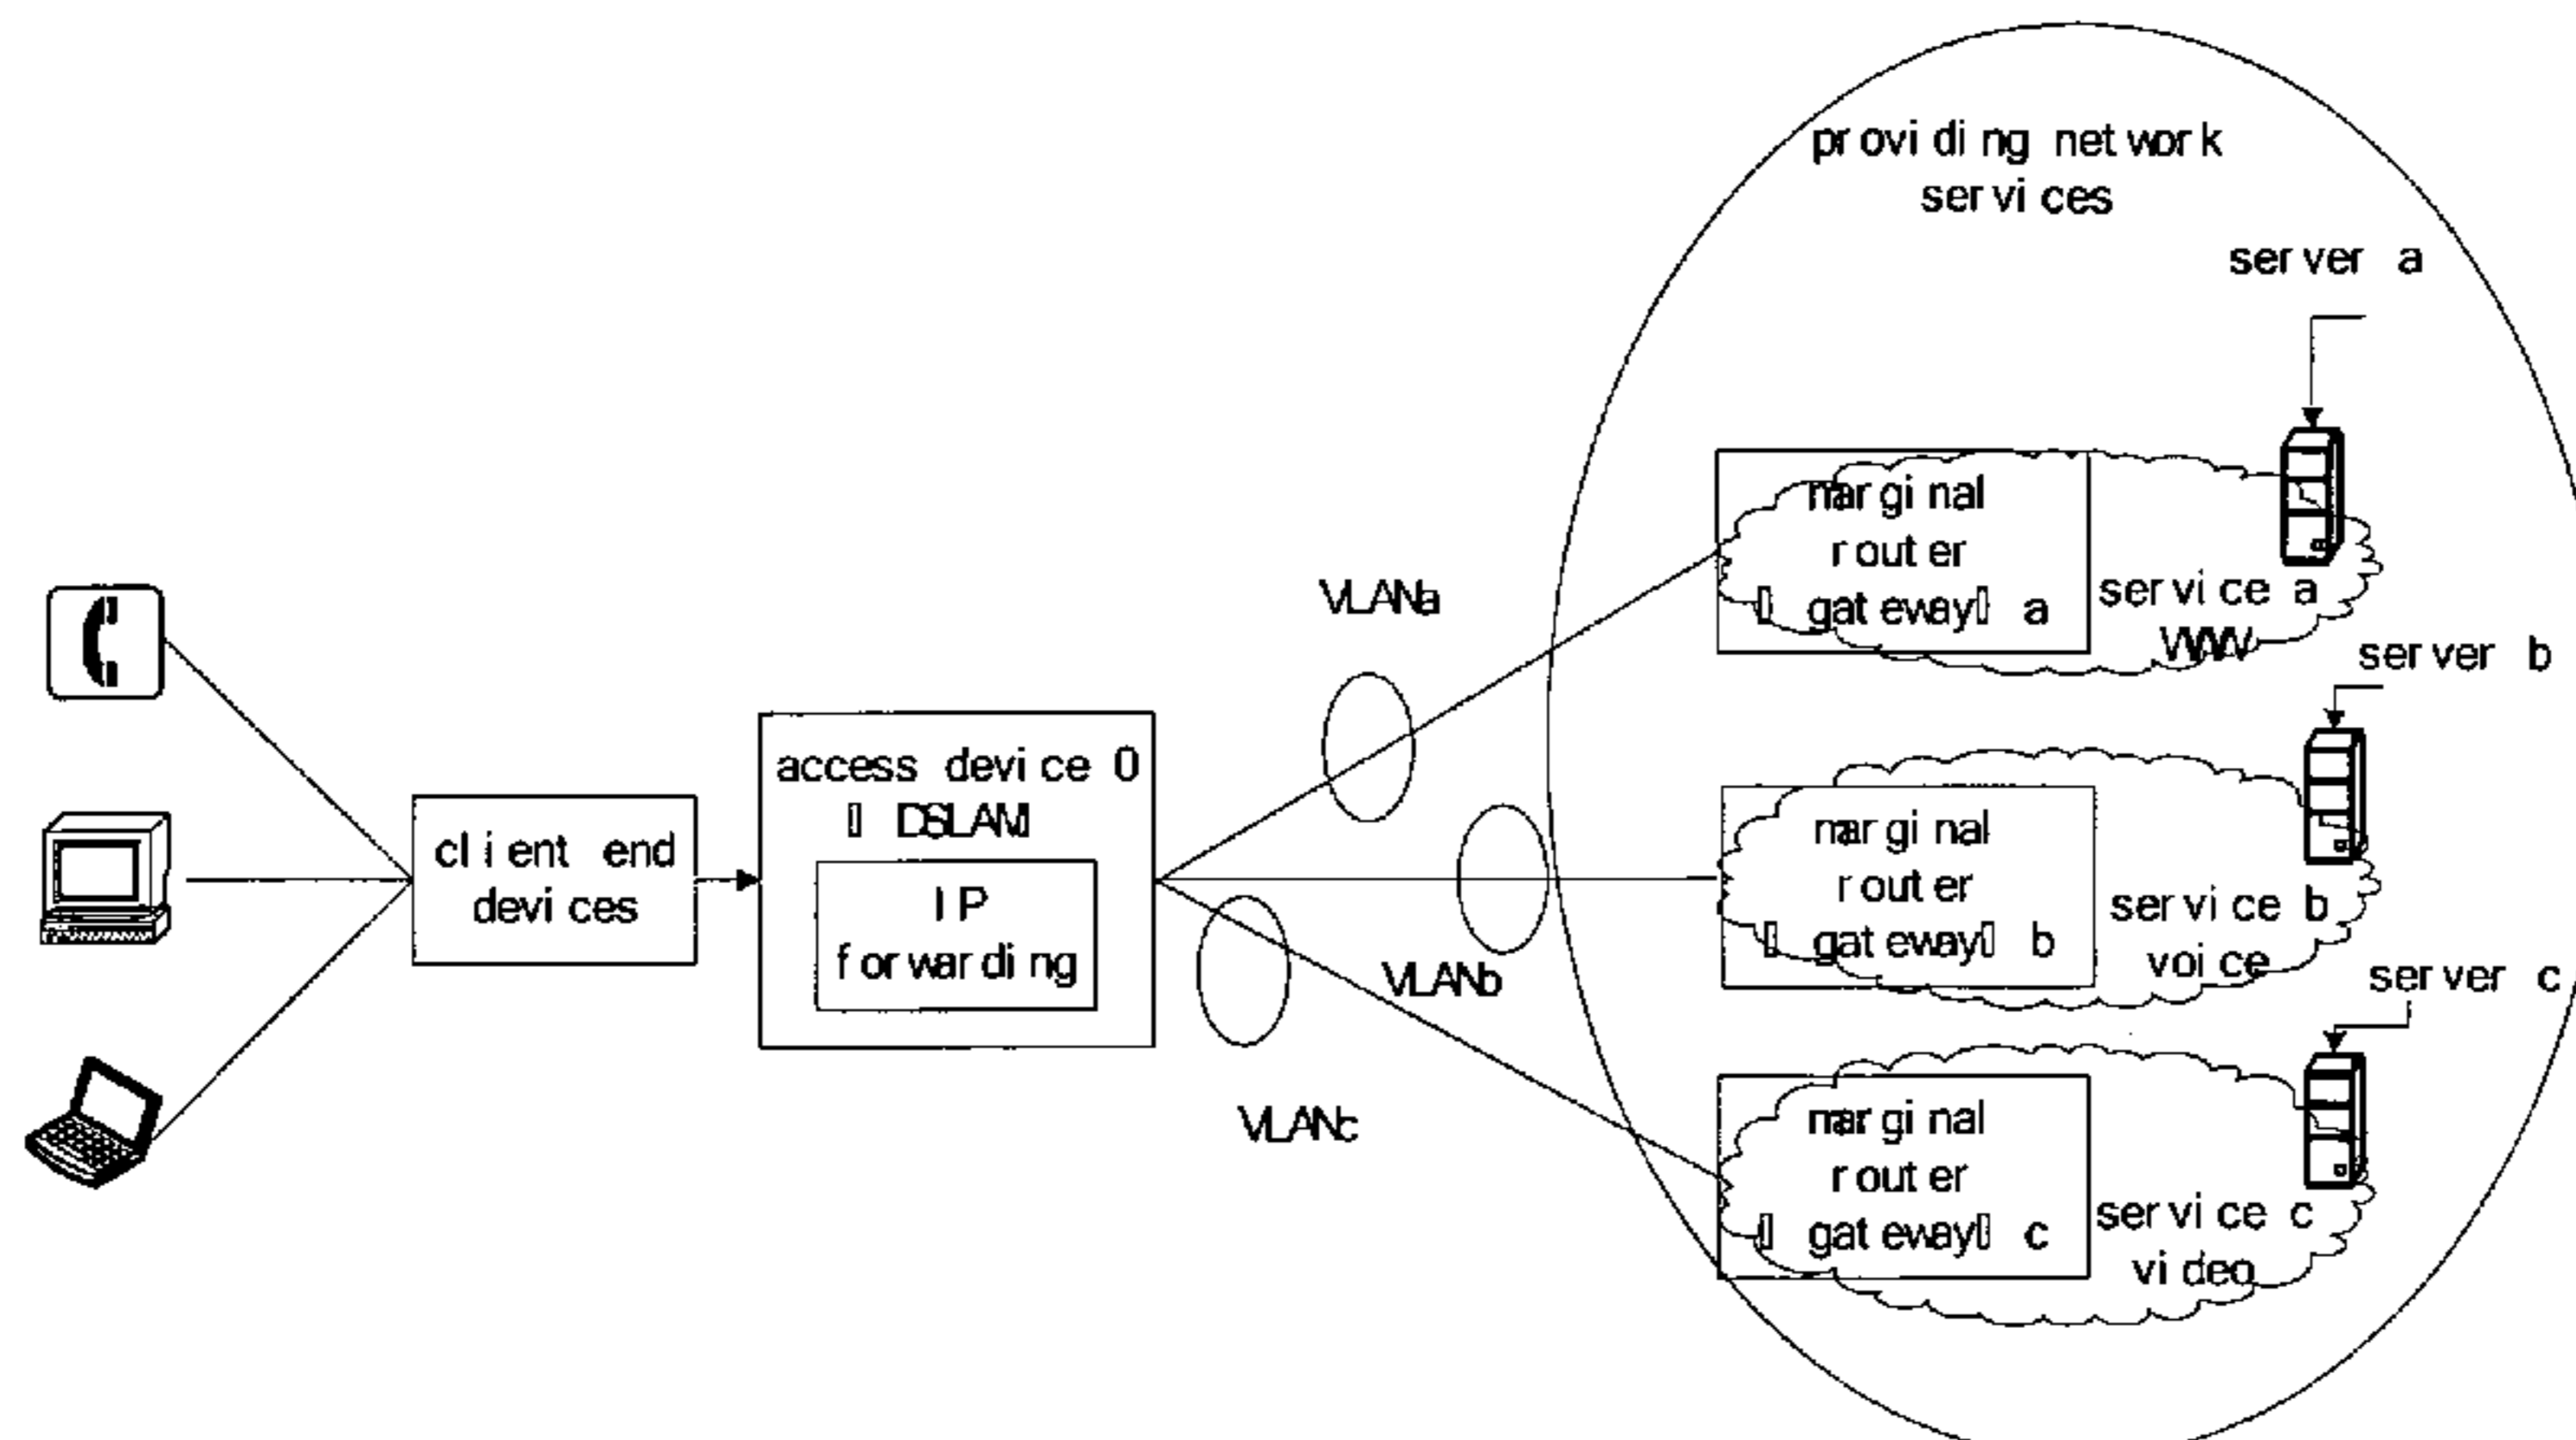 providing network
services
server a
marginal
router
gateway a
service a
WWW
VLANa
server b
access device 0
DSLAM
IP
forwarding
client end
devices
marginal
router
gateway b
service b
voice
VLANb
server c
VLANc
marginal
router
gateway c
service c
video